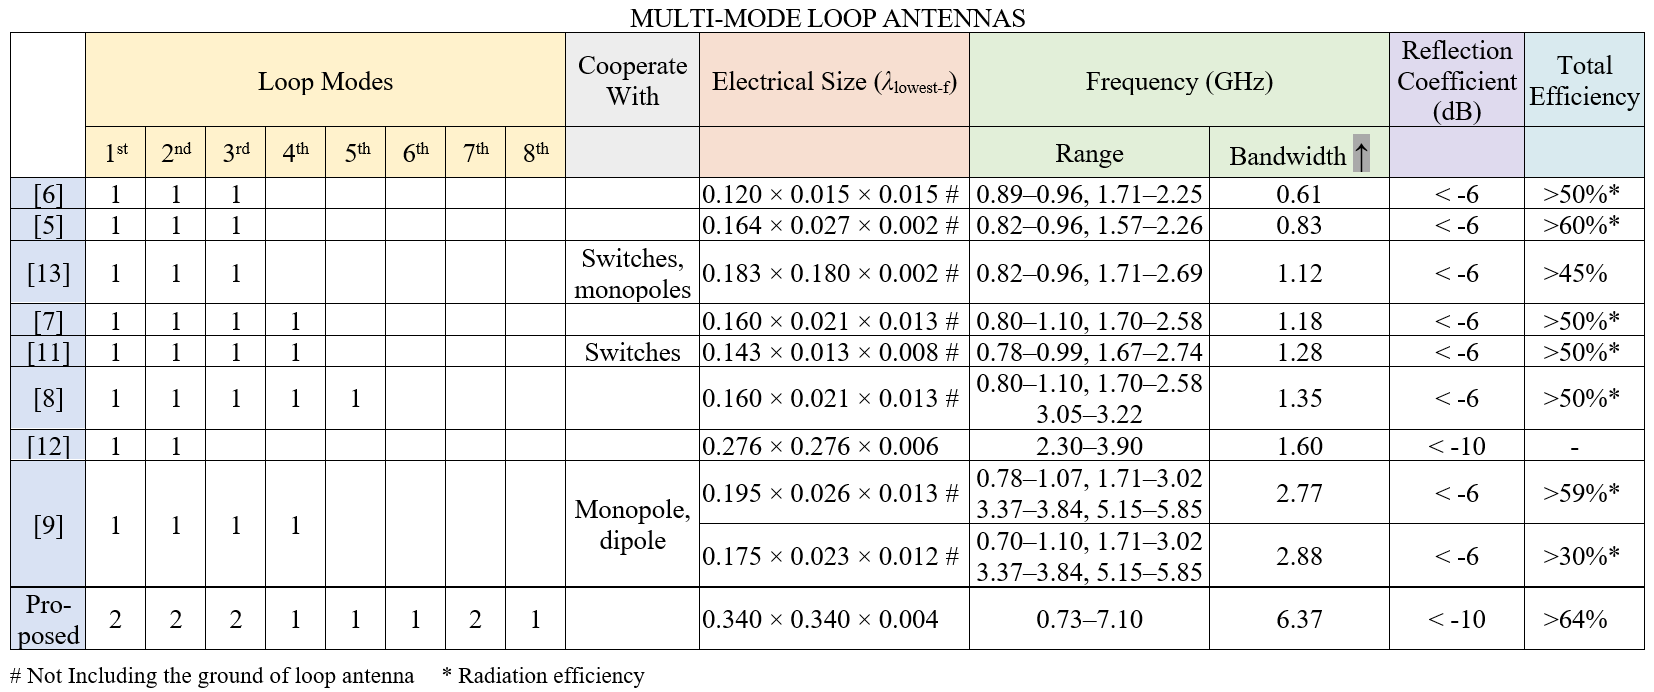 MULTI-MODE LOOP ANTENNAS
Loop Modes Cooperate With Electrical Size (λlowest-f) Frequency (GHz) Reflection Coefficient (dB) Total Efficiency
1st 2nd 3rd 4th 5th 6th 7th 8th Range Bandwidth ↑
[6] 1 1 1 0.120 × 0.015 × 0.015 # 0.89–0.96, 1.71–2.25 0.61 < -6 >50%*
[5] 1 1 1 0.164 × 0.027 × 0.002 # 0.82–0.96, 1.57–2.26 0.83 < -6 >60%*
[13] 1 1 1 Switches, monopoles 0.183 × 0.180 × 0.002 # 0.82–0.96, 1.71–2.69 1.12 < -6 >45%
[7] 1 1 1 1 0.160 × 0.021 × 0.013 # 0.80–1.10, 1.70–2.58 1.18 < -6 >50%*
[11] 1 1 1 1 Switches 0.143 × 0.013 × 0.008 # 0.78–0.99, 1.67–2.74 1.28 < -6 >50%*
[8] 1 1 1 1 1 0.160 × 0.021 × 0.013 # 0.80–1.10, 1.70–2.58 3.05–3.22 1.35 < -6 >50%*
[12] 1 1 0.276 × 0.276 × 0.006 2.30–3.90 1.60 < -10 -
[9] 1 1 1 1 Monopole, dipole 0.195 × 0.026 × 0.013 # 0.78–1.07, 1.71–3.02 3.37–3.84, 5.15–5.85 2.77 < -6 >59%*
0.175 × 0.023 × 0.012 # 0.70–1.10, 1.71–3.02 3.37–3.84, 5.15–5.85 2.88 < -6 >30%*
Pro-posed 2 2 2 1 1 1 2 1 0.340 × 0.340 × 0.004 0.73–7.10 6.37 < -10 >64%
# Not Including the ground of loop antenna * Radiation efficiency